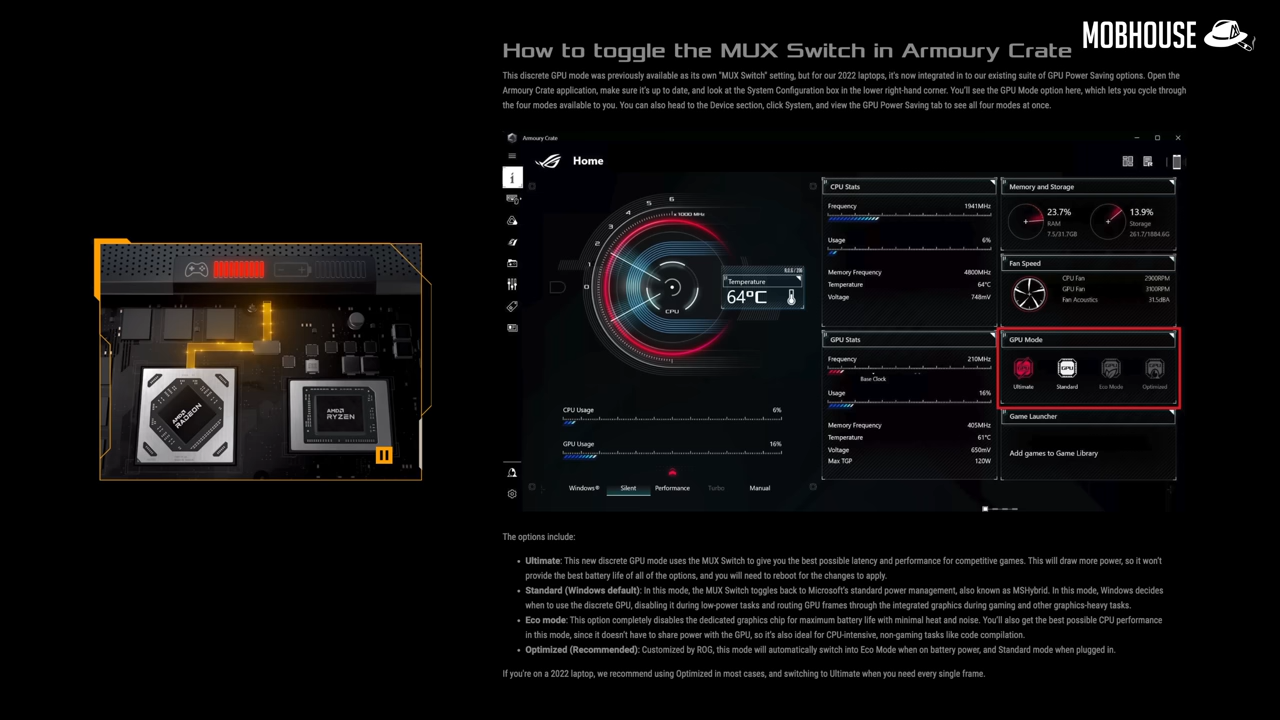 MOBHOUSE
How to toggle the MUX Switch in Armoury Crate
This discrete GPU mode was previously available as its own "MUX Switch" setting, but for our 2022 laptops, it's now integrated in to our existing suite of GPU Power Saving options. Open the
Armoury Crate application, make sure it's up to date, and look at the System Configuration box in the lower right-hand corner. You'll see the GPU Mode option here, which lets you cycle through
the four modes available to you. You can also head to the Device section, click System, and view the GPU Power Saving tab to see all four modes at once.
Armoury Crate
Home
6
5
4
3
2
1
0
x 1000 MHz
CPU
Temperature
64°C
CPU Usage
6%
GPU Usage
16%
Windows®
Silent
Performance
Turbo
Manual
CPU Stats
Frequency
1941MHz
Usage
6%
Memory Frequency
4800MHz
Temperature
64°C
Voltage
748mV
GPU Stats
Frequency
210MHz
Base Clock
Usage
16%
Memory Frequency
405MHz
Temperature
61°C
Voltage
650mV
Max TGP
120W
Memory and Storage
23.7%
RAM
7.5/31.7GB
13.9%
Storage
261.7/1884.6G
Fan Speed
CPU Fan
2900RPM
GPU Fan
3100RPM
Fan Acoustics
31.5dBA
GPU Mode
GPU
Ultimate
Standard
Eco Mode
Optimized
Game Launcher
Add games to Game Library
AMD
RADEON
AMD
RYZEN
The options include:
• Ultimate: This new discrete GPU mode uses the MUX Switch to give you the best possible latency and performance for competitive games. This will draw more power, so it won't
provide the best battery life of all of the options, and you will need to reboot for the changes to apply.
• Standard (Windows default): In this mode, the MUX Switch toggles back to Microsoft's standard power management, also known as MSHybrid. In this mode, Windows decides
when to use the discrete GPU, disabling it during low-power tasks and routing GPU frames through the integrated graphics during gaming and other graphics-heavy tasks.
• Eco mode: This option completely disables the dedicated graphics chip for maximum battery life with minimal heat and noise. You'll also get the best possible CPU performance
in this mode, since it doesn't have to share power with the GPU, so it's also ideal for CPU-intensive, non-gaming tasks like code compilation.
• Optimized (Recommended): Customized by ROG, this mode will automatically switch into Eco Mode when on battery power, and Standard mode when plugged in.
If you're on a 2022 laptop, we recommend using Optimized in most cases, and switching to Ultimate when you need every single frame.